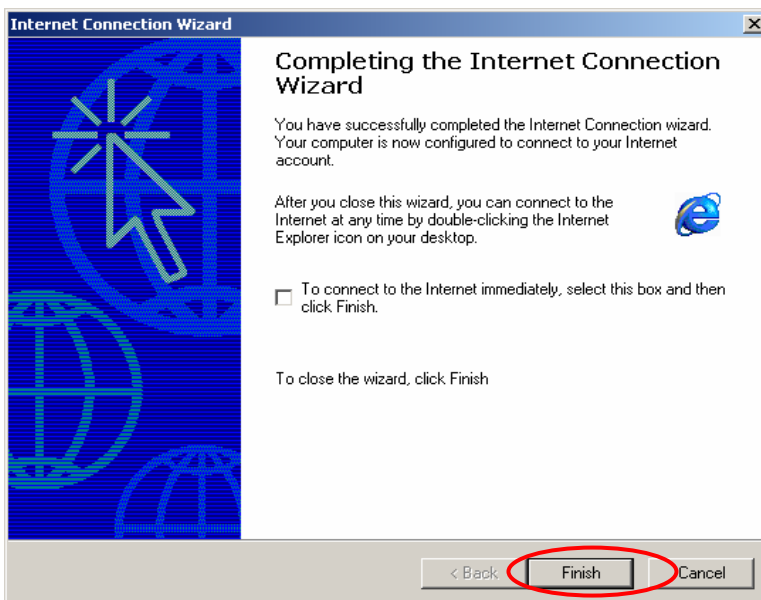 Internet Connection Wizard
Completing the Internet Connection
Wizard
You have successfully completed the Internet Connection wizard.
Your computer is now configured to connect to your Internet
account.
After you close this wizard, you can connect to the
Internet at any time by double-clicking the Internet
Explorer icon on your desktop.
To connect to the Internet immediately, select this box and then
click Finish.
To close the wizard, click Finish
< Back
Finish
Cancel